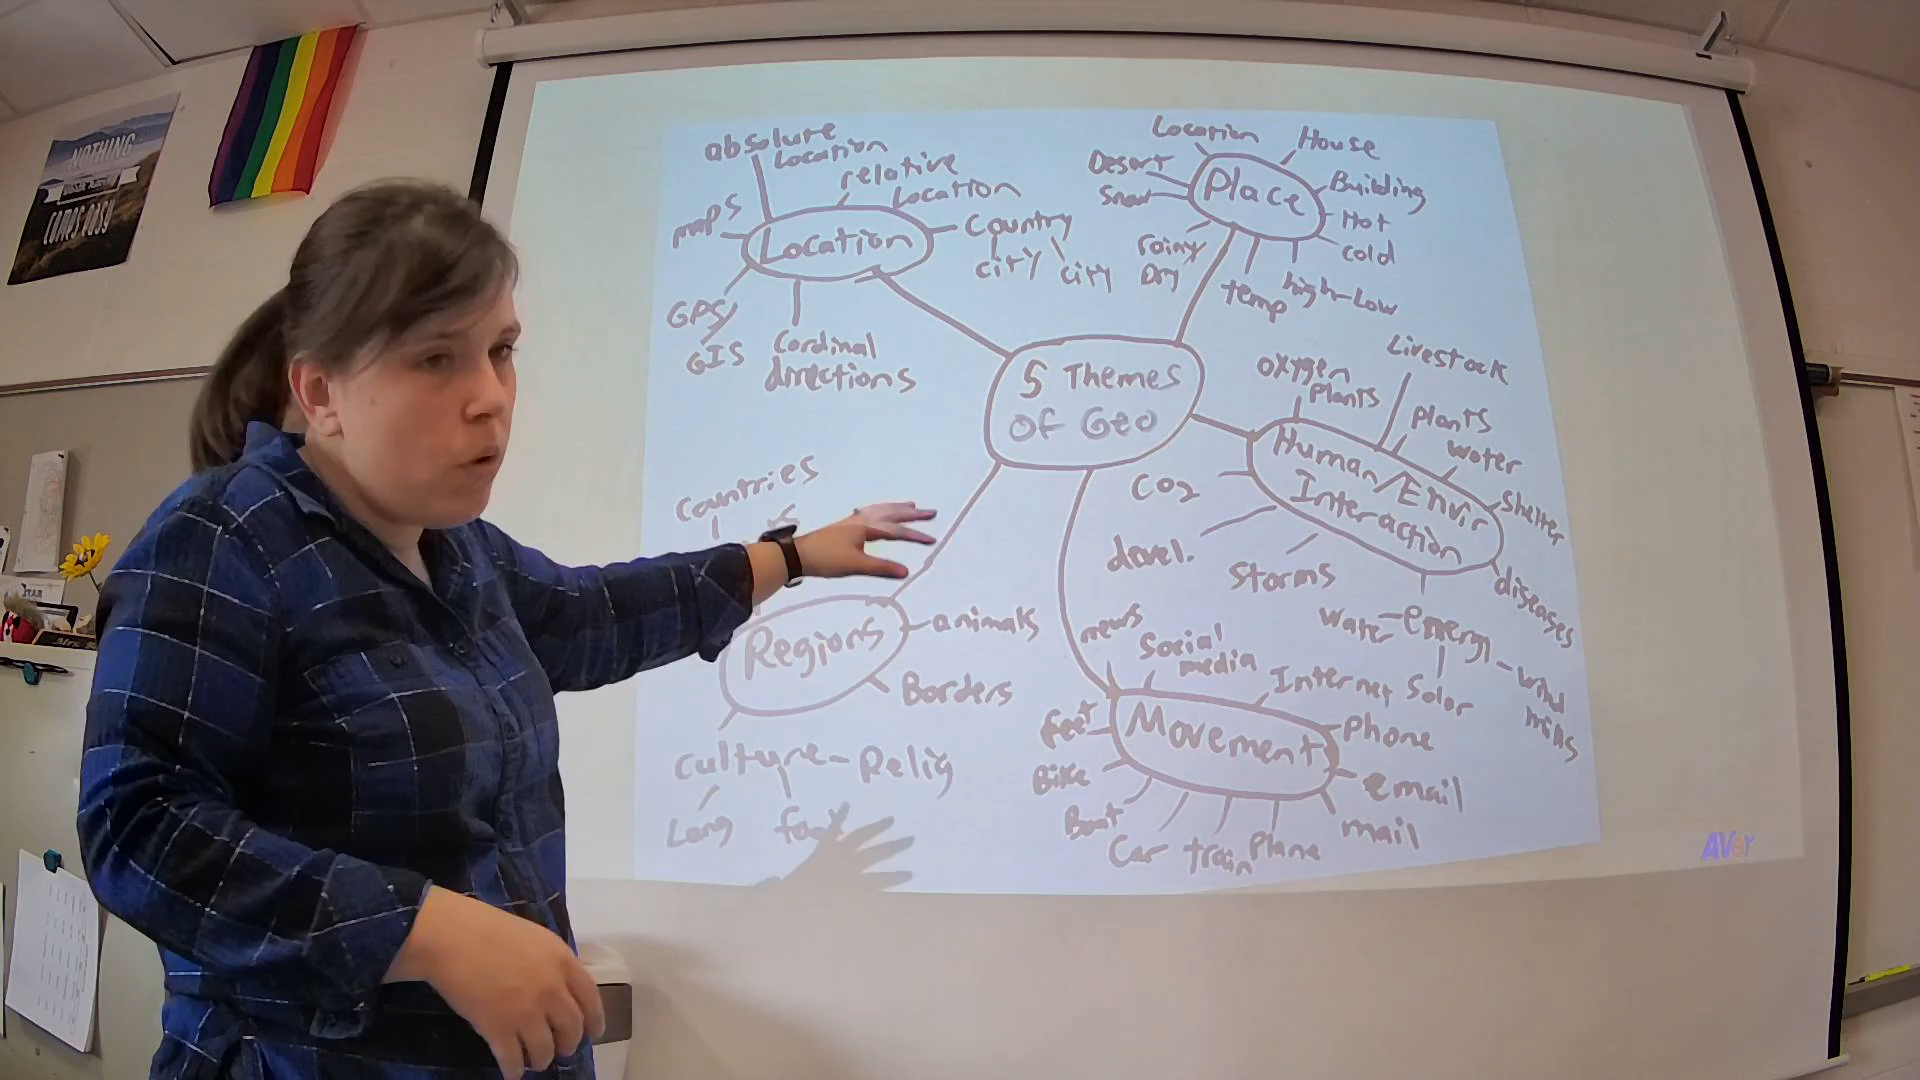 NOTHING
COMES EASY
absolute
Location
relative
Location
maps
Location
Country
city
city
GPS
GIS
Cardinal
directions
Location
House
Desert
Place
Building
Snow
Hot
rainy
Dry
cold
temp
high-Low
5 Themes
of Geo
Livestock
oxygen
Plants
plants
water
Human/Envir
Interaction
Shelter
CO2
devel.
Storms
diseases
water
energy
Solar
wind
mills
Countries
Regions
animals
Borders
Culture - Relig
Lang
food
news
Social
media
Internet
Movement
Phone
feet
Bike
email
Boat
mail
Car
train
Plane
AVer